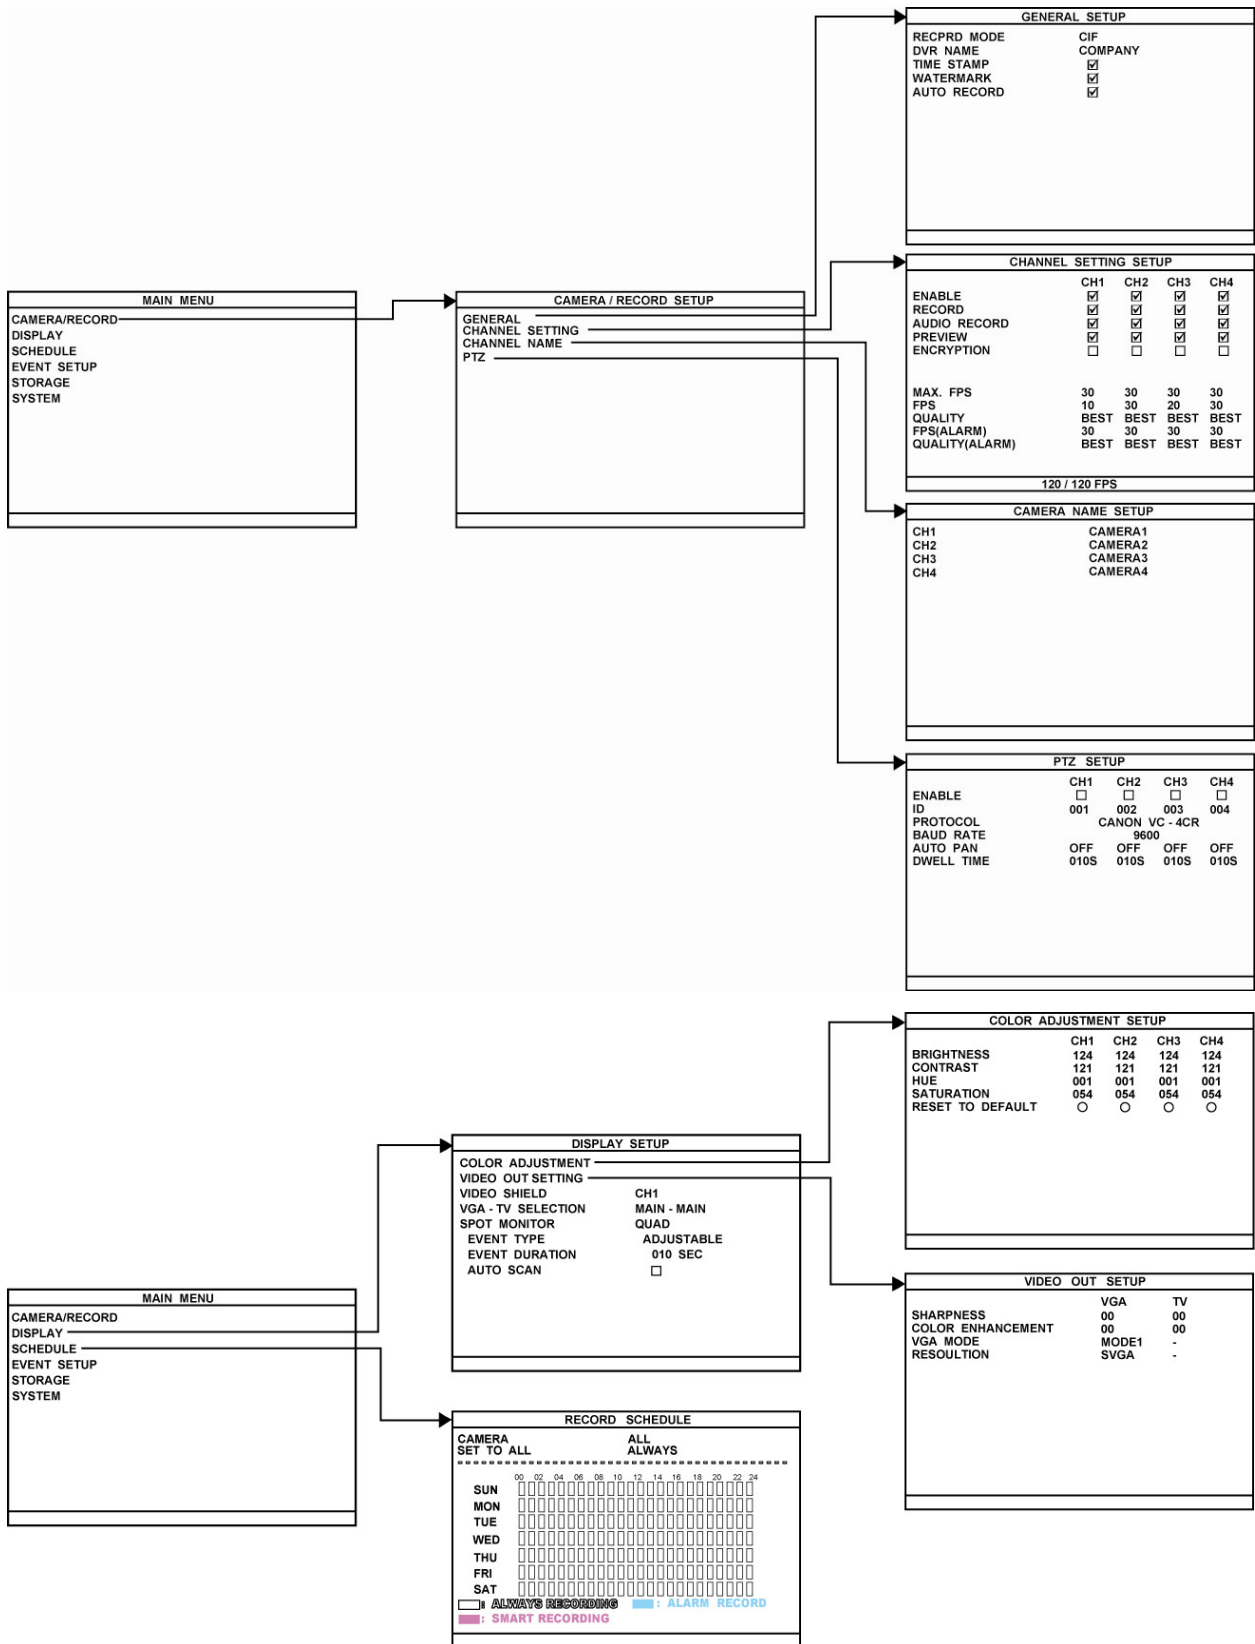 GENERAL SETUP
RECPRD MODE CIF
DVR NAME COMPANY
TIME STAMP
WATERMARK
AUTO RECORD
MAIN MENU
CAMERA/RECORD
DISPLAY
SCHEDULE
EVENT SETUP
STORAGE
SYSTEM
CAMERA / RECORD SETUP
GENERAL
CHANNEL SETTING
CHANNEL NAME
PTZ
CHANNEL SETTING SETUP
CH1 CH2 CH3 CH4
ENABLE
RECORD
AUDIO RECORD
PREVIEW
ENCRYPTION
MAX. FPS 30 30 30 30
FPS 10 30 20 30
QUALITY BEST BEST BEST BEST
FPS(ALARM) 30 30 30 30
QUALITY(ALARM) BEST BEST BEST BEST
120 / 120 FPS
CAMERA NAME SETUP
CH1 CAMERA1
CH2 CAMERA2
CH3 CAMERA3
CH4 CAMERA4
PTZ SETUP
CH1 CH2 CH3 CH4
ENABLE
ID 001 002 003 004
PROTOCOL CANON VC - 4CR
BAUD RATE 9600
AUTO PAN OFF OFF OFF OFF
DWELL TIME 010S 010S 010S 010S
COLOR ADJUSTMENT SETUP
CH1 CH2 CH3 CH4
BRIGHTNESS 124 124 124 124
CONTRAST 121 121 121 121
HUE 001 001 001 001
SATURATION 054 054 054 054
RESET TO DEFAULT
DISPLAY SETUP
COLOR ADJUSTMENT
VIDEO OUT SETTING
VIDEO SHIELD CH1
VGA - TV SELECTION MAIN - MAIN
SPOT MONITOR QUAD
EVENT TYPE ADJUSTABLE
EVENT DURATION 010 SEC
AUTO SCAN
MAIN MENU
CAMERA/RECORD
DISPLAY
SCHEDULE
EVENT SETUP
STORAGE
SYSTEM
VIDEO OUT SETUP
VGA TV
SHARPNESS 00 00
COLOR ENHANCEMENT 00 00
VGA MODE MODE1 -
RESOULTION SVGA -
RECORD SCHEDULE
CAMERA ALL
SET TO ALL ALWAYS
00 02 04 06 08 10 12 14 16 18 20 22 24
SUN
MON
TUE
WED
THU
FRI
SAT
: ALWAYS RECORDING : ALARM RECORD
: SMART RECORDING